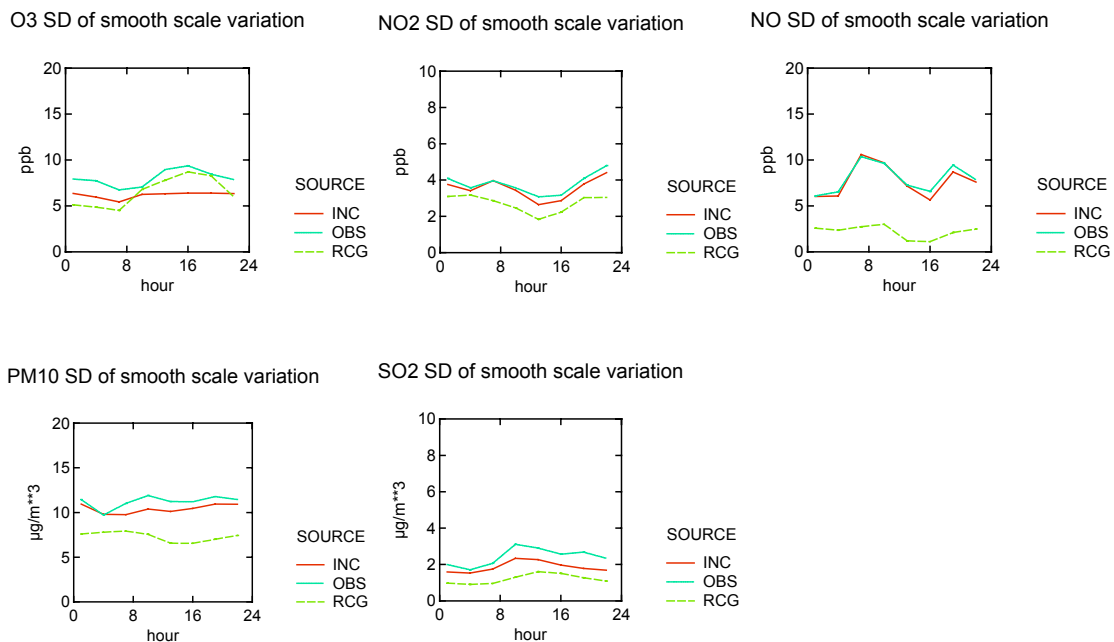 O3 SD of smooth scale variation
NO2 SD of smooth scale variation
NO SD of smooth scale variation
20
15
10
5
0
ppb
0 8 16 24
hour
SOURCE
INC
OBS
RCG
10
8
6
4
2
0
ppb
0 8 16 24
hour
SOURCE
INC
OBS
RCG
20
15
10
5
0
ppb
0 8 16 24
hour
SOURCE
INC
OBS
RCG
PM10 SD of smooth scale variation
SO2 SD of smooth scale variation
20
15
10
5
0
µg/m**3
0 8 16 24
hour
SOURCE
INC
OBS
RCG
10
8
6
4
2
0
µg/m**3
0 8 16 24
hour
SOURCE
INC
OBS
RCG